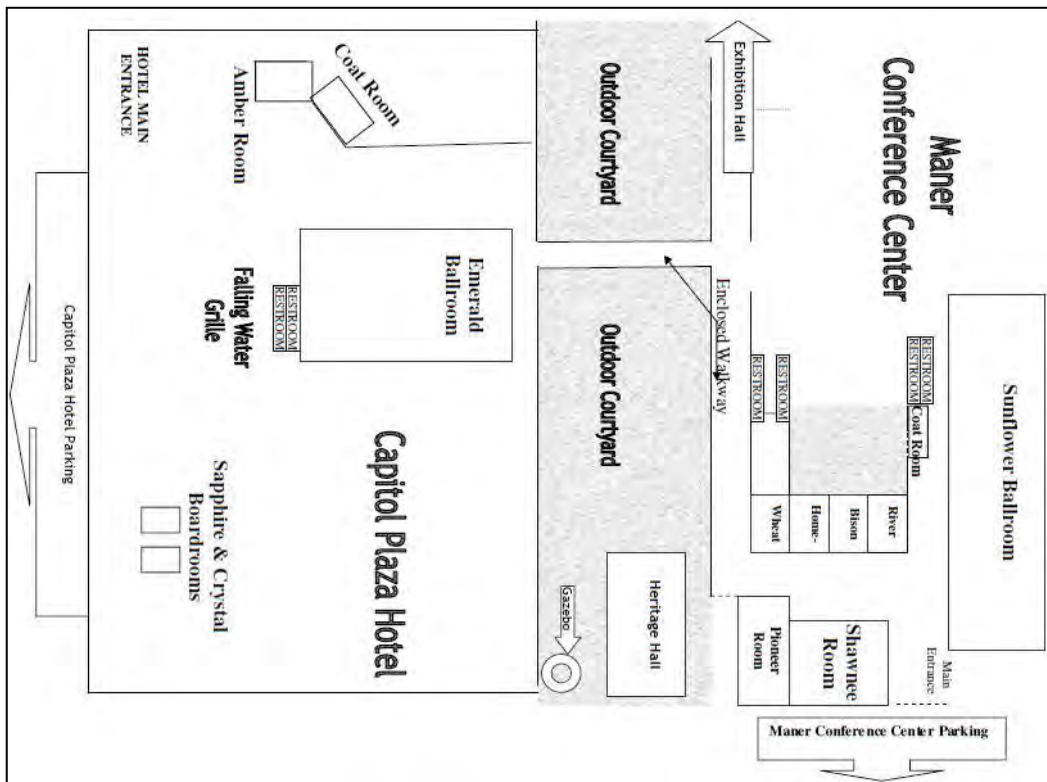 Maner
Conference Center
Sunflower Ballroom
Exhibition Hall
RESTROOM
RESTROOM
Coat Room
RESTROOM
RESTROOM
River
Bison
Home-
Wheat
Enclosed Walkway
Shawnee
Room
Pioneer
Room
Main
Entrance
Maner Conference Center Parking
Outdoor Courtyard
Outdoor Courtyard
Heritage Hall
Gazebo
Coat Room
Amber Room
HOTEL MAIN
ENTRANCE
Emerald
Ballroom
RESTROOM
RESTROOM
Falling Water
Grille
Capitol Plaza Hotel
Sapphire & Crystal
Boardrooms
Capitol Plaza Hotel Parking